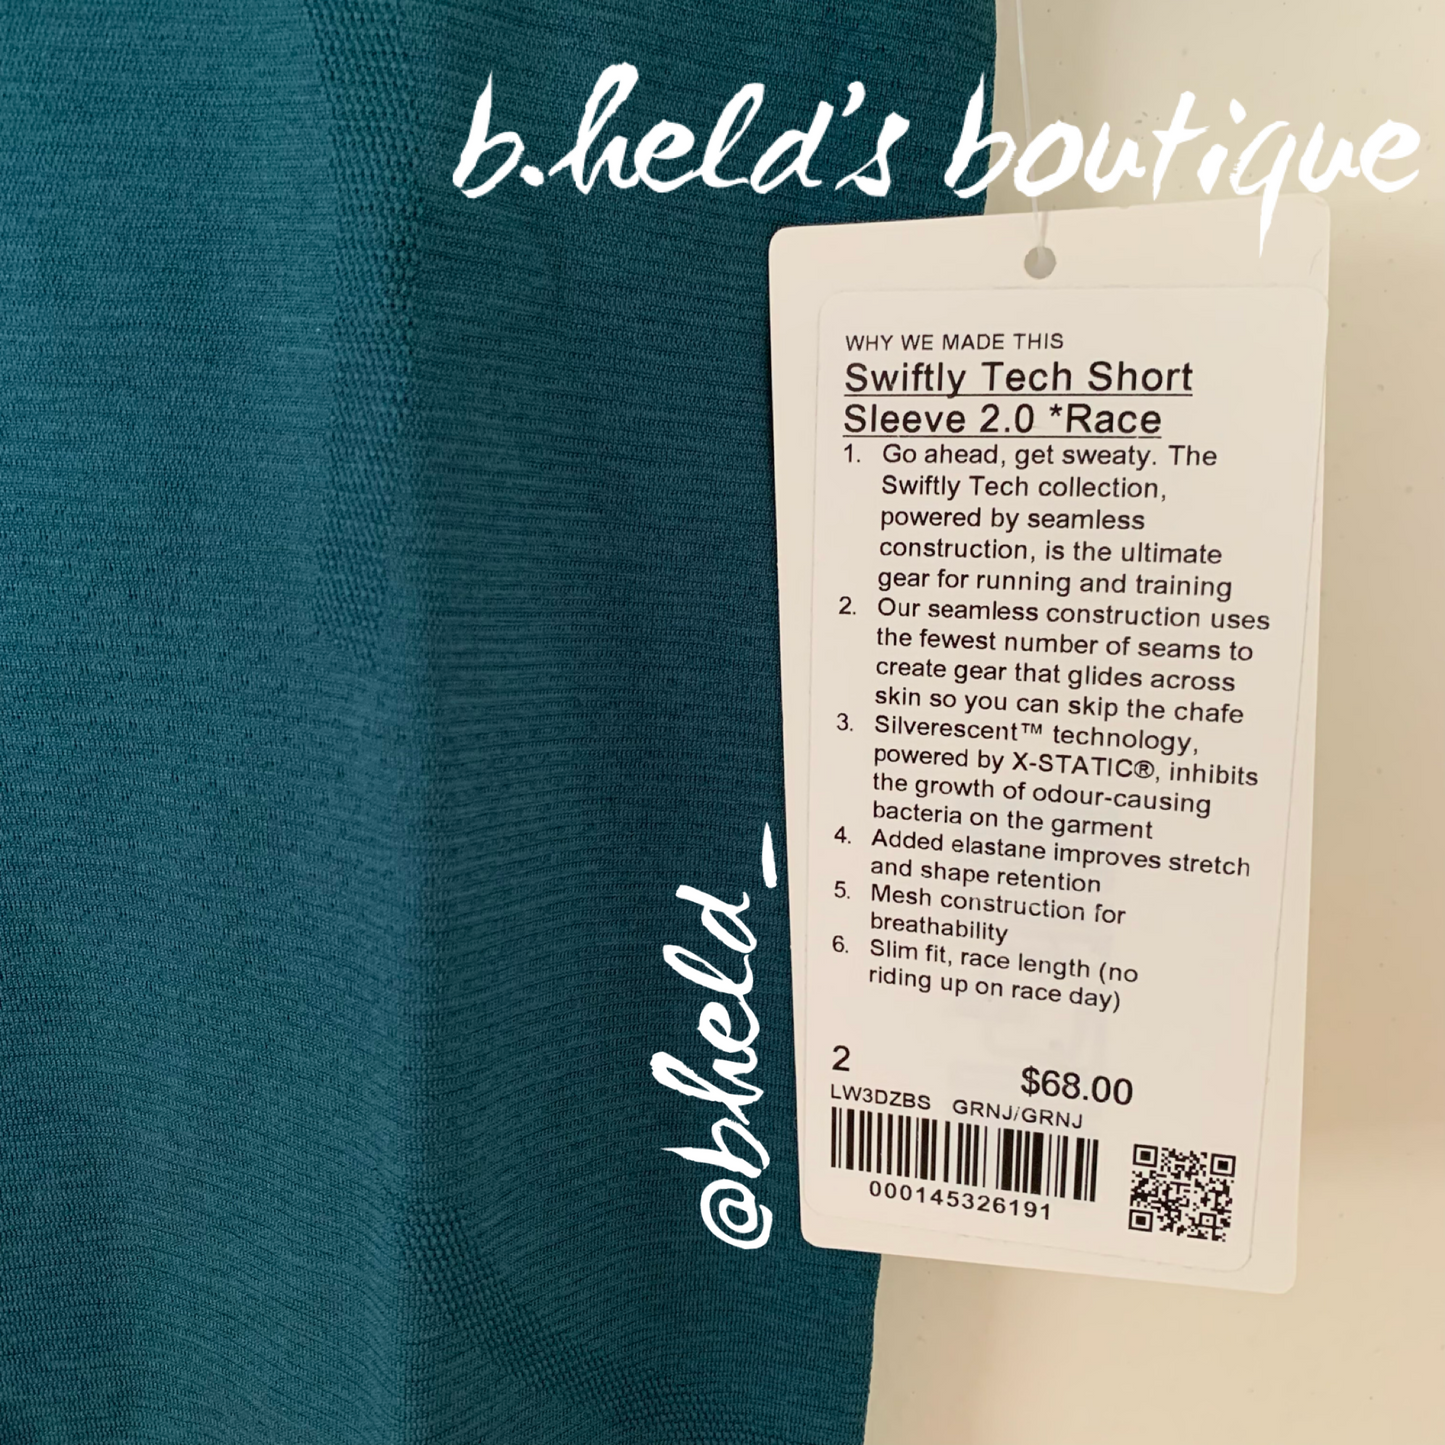 b.held's boutique
WHY WE MADE THIS
Swiftly Tech Short
Sleeve 2.0 *Race
1. Go ahead, get sweaty. The
Swiftly Tech collection,
powered by seamless
construction, is the ultimate
gear for running and training
2. Our seamless construction uses
the fewest number of seams to
create gear that glides across
skin so you can skip the chafe
3. Silverescent™ technology,
powered by X-STATIC®, inhibits
the growth of odour-causing
bacteria on the garment
4. Added elastane improves stretch
and shape retention
5. Mesh construction for
breathability
6. Slim fit, race length (no
riding up on race day)
2 $68.00
LW3DZBS GRNJ/GRNJ
000145326191
@bheld_